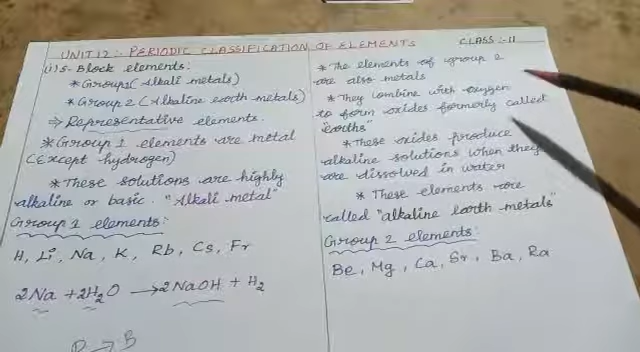 UNIT 12 :- PERIODIC CLASSIFICATION OF ELEMENTS CLASS :- 11
(i) S-Block elements:
* Group 1 (Alkali metals)
* Group 2 (Alkaline earth metals)
⇒ Representative elements.
* Group 1 elements are metal
(Except hydrogen)
* These solutions are highly
alkaline or basic. "Alkali metal"
Group 1 elements:
H, Li, Na, K, Rb, Cs, Fr
2Na + 2H₂O → 2NaOH + H₂
P → B
* The elements of group 2
are also metals
* They combine with oxygen
to form oxides formerly called
"earths"
* These oxides produce
alkaline solutions when they
are dissolved in water
* These elements are
called "alkaline earth metals"
Group 2 elements:
Be, Mg, Ca, Sr, Ba, Ra